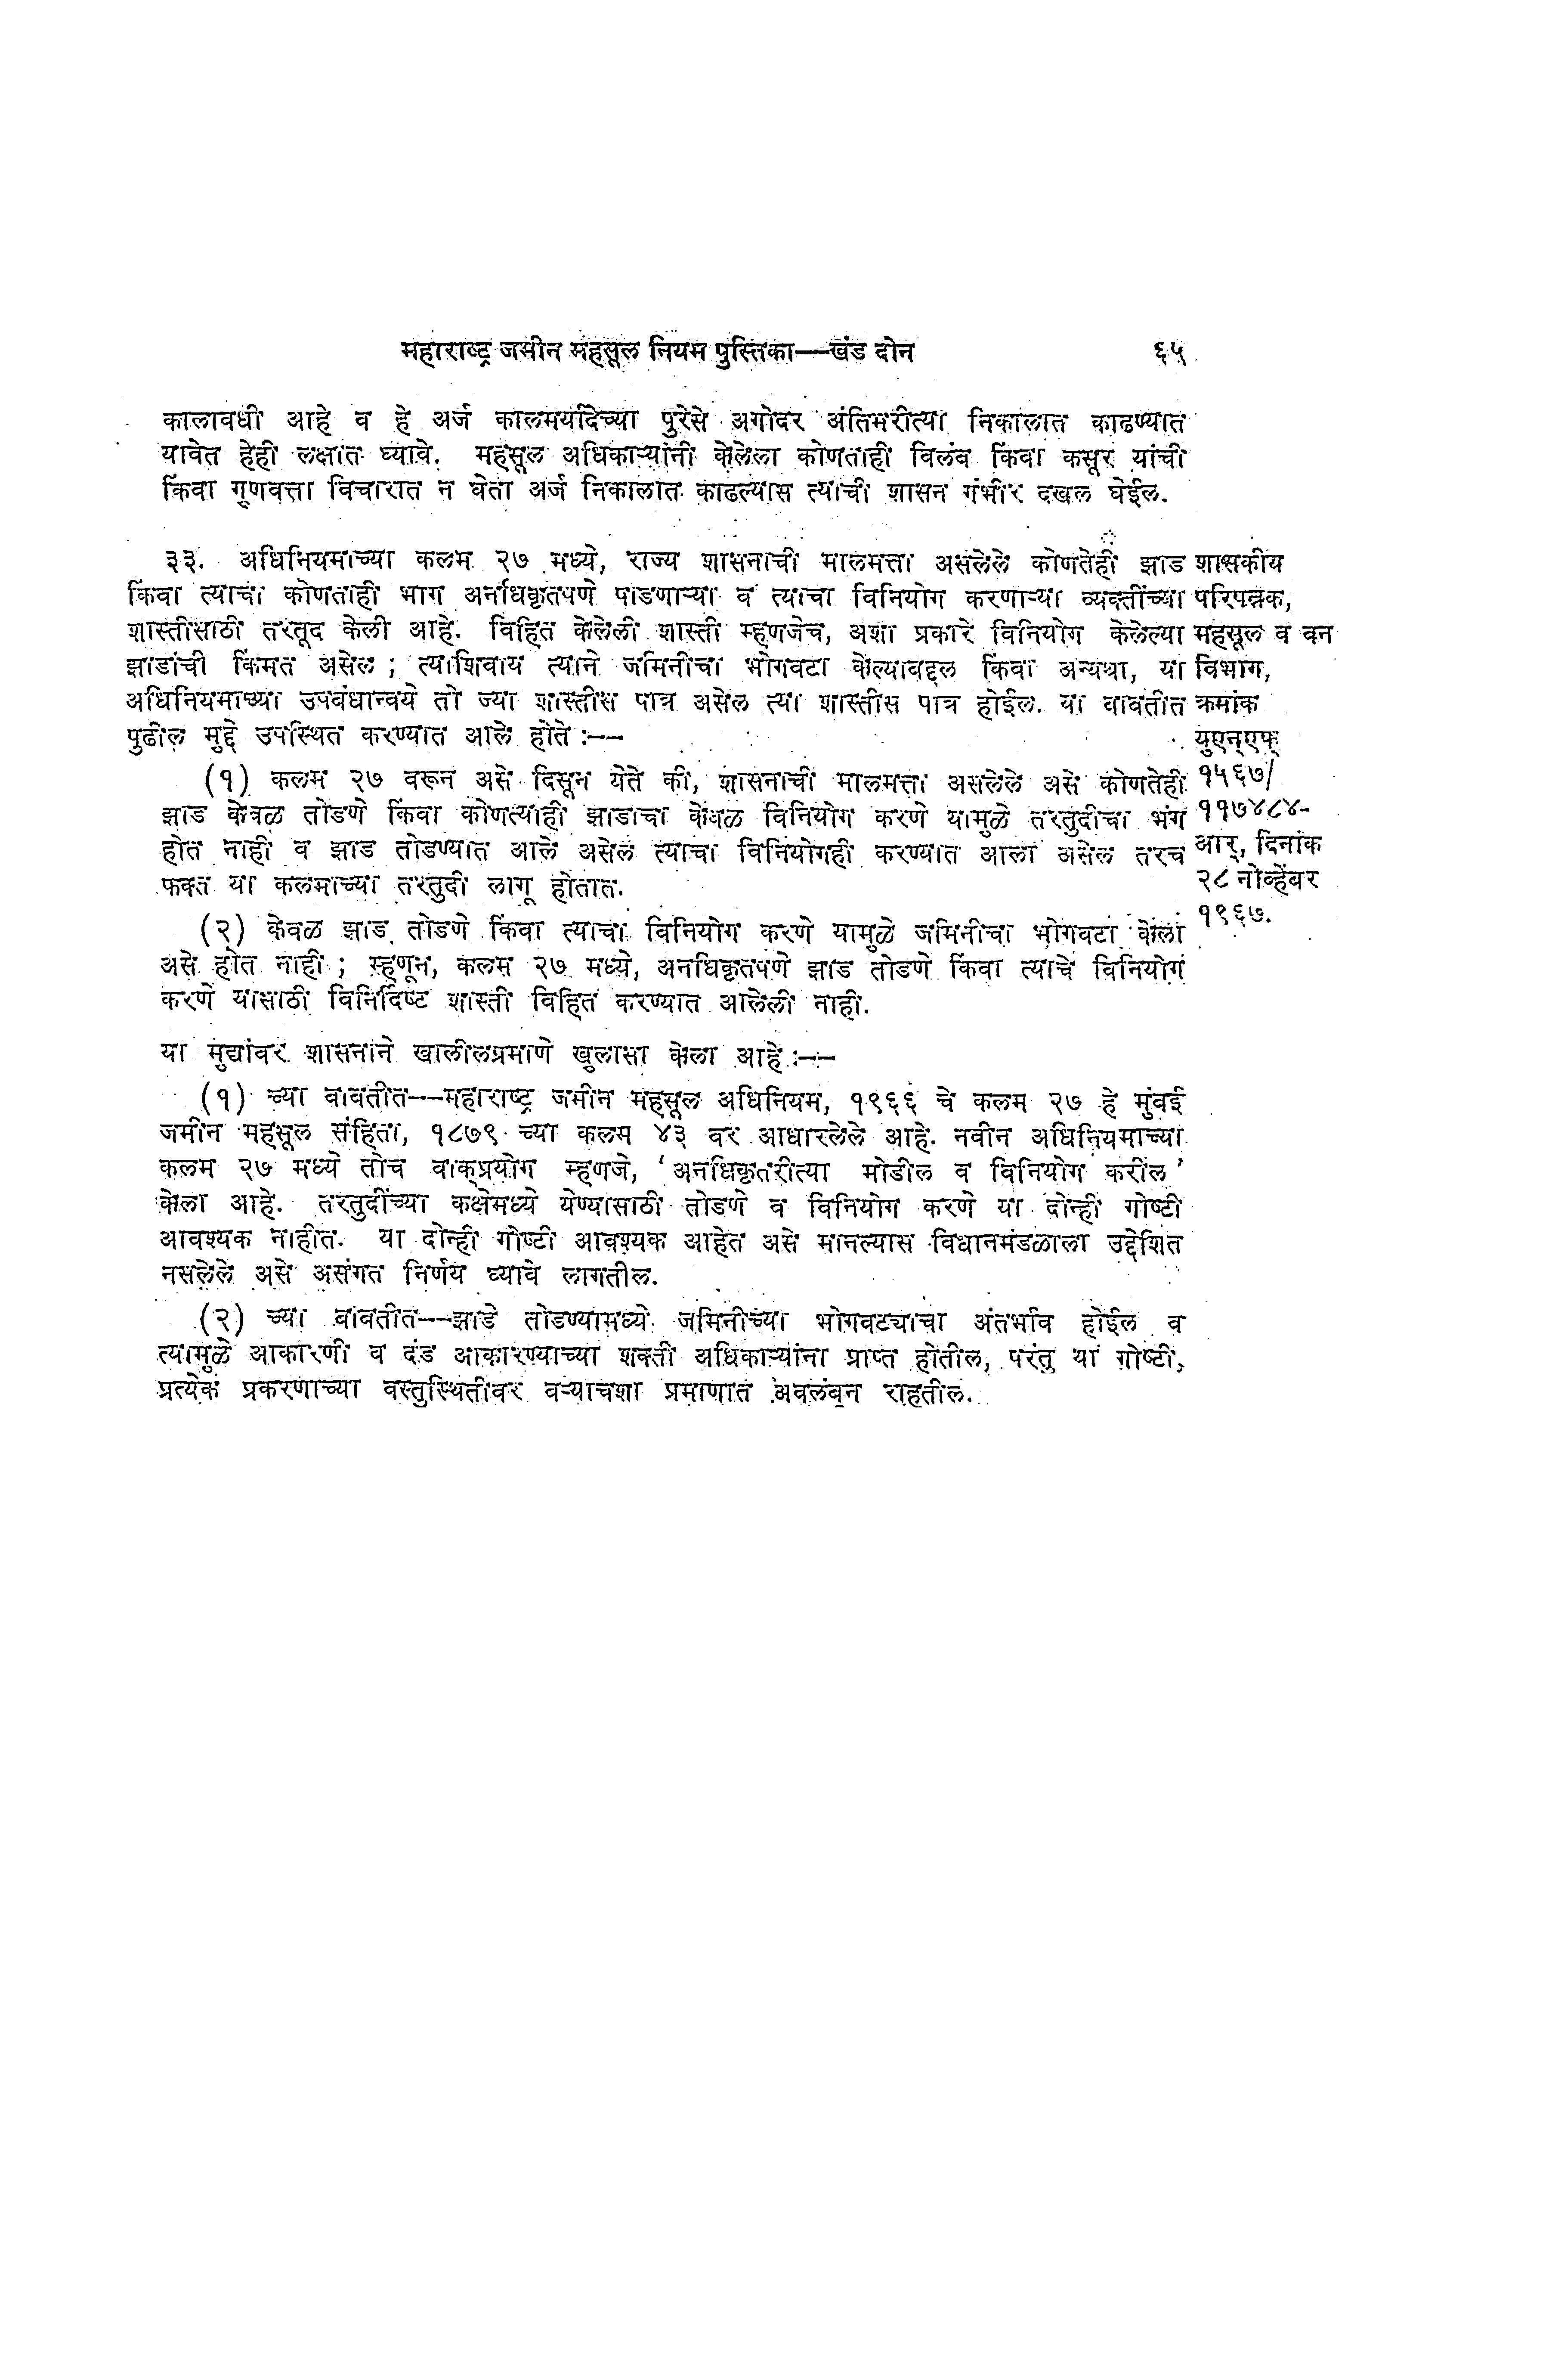 महाराष्ट्र जमीन महसूल नियम पुस्तिका——खंड दोन ६५
कालावधी आहे व हे अर्ज कालमर्यादेच्या पुरेसे अगोदर अंतिमरीत्या निकालात काढण्यात
यावेत हेही लक्षात घ्यावे. महसूल अधिकाऱ्यांनी केलेला कोणताही विलंब किंवा कसूर यांची
किंवा गुणवत्ता विचारात न घेता अर्ज निकालात काढल्यास त्याची शासन गंभीर दखल घेईल.
३३. अधिनियमाच्या कलम २७ मध्ये, राज्य शासनाची मालमत्ता असलेले कोणतेही झाड
किंवा त्याचा कोणताही भाग अनधिकृतपणे पाडणाऱ्या व त्याचा विनियोग करणाऱ्या व्यक्तींच्या
शास्तीसाठी तरतूद केली आहे. विहित केलेली शास्ती म्हणजेच, अशा प्रकारे विनियोग केलेल्या
झाडांची किंमत असेल ; त्याशिवाय त्याने जमिनीचा भोगवटा केल्याबद्दल किंवा अन्यथा, या
अधिनियमाच्या उपबंधान्वये तो ज्या शास्तीस पात्र असेल त्या शास्तीस पात्र होईल. या बाबतीत
पुढील मुद्दे उपस्थित करण्यात आले होते :——
शासकीय
परिपत्रक,
महसूल व वन
विभाग,
क्रमांक
युएन्एफ्
१५६७/
११७४८४-
आर्, दिनांक
२८ नोव्हेंबर
१९६७.
(१) कलम २७ वरून असे दिसून येते की, शासनाची मालमत्ता असलेले असे कोणतेही
झाड केवळ तोडणे किंवा कोणत्याही झाडाचा केवळ विनियोग करणे यामुळे तरतुदीचा भंग
होत नाही व झाड तोडण्यात आले असेल त्याचा विनियोगही करण्यात आला असेल तरच
फक्त या कलमाच्या तरतुदी लागू होतात.
(२) केवळ झाड तोडणे किंवा त्याचा विनियोग करणे यामुळे जमिनीचा भोगवटा केला
असे होत नाही ; म्हणून, कलम २७ मध्ये, अनधिकृतपणे झाड तोडणे किंवा त्याचे विनियोग
करणे यासाठी विनिर्दिष्ट शास्ती विहित करण्यात आलेली नाही.
या मुद्यांवर शासनाने खालीलप्रमाणे खुलासा केला आहे :——
(१) च्या बाबतीत——महाराष्ट्र जमीन महसूल अधिनियम, १९६६ चे कलम २७ हे मुंबई
जमीन महसूल संहिता, १८७९ च्या कलम ४३ वर आधारलेले आहे. नवीन अधिनियमाच्या
कलम २७ मध्ये तोच वाक्‌प्रयोग म्हणजे, ‘अनधिकृतरीत्या मोडील व विनियोग करील’
केला आहे. तरतुदींच्या कक्षेमध्ये येण्यासाठी तोडणे व विनियोग करणे या दोन्ही गोष्टी
आवश्यक नाहीत. या दोन्ही गोष्टी आवश्यक आहेत असे मानल्यास विधानमंडळाला उद्देशित
नसलेले असे असंगत निर्णय घ्यावे लागतील.
(२) च्या बाबतीत——झाडे तोडण्यामध्ये जमिनीच्या भोगवट्याचा अंतर्भाव होईल व
त्यामुळे आकारणी व दंड आकारण्याच्या शक्ती अधिकाऱ्यांना प्राप्त होतील, परंतु या गोष्टी,
प्रत्येक प्रकरणाच्या वस्तुस्थितीवर बऱ्याचशा प्रमाणात अवलंबून राहतील.